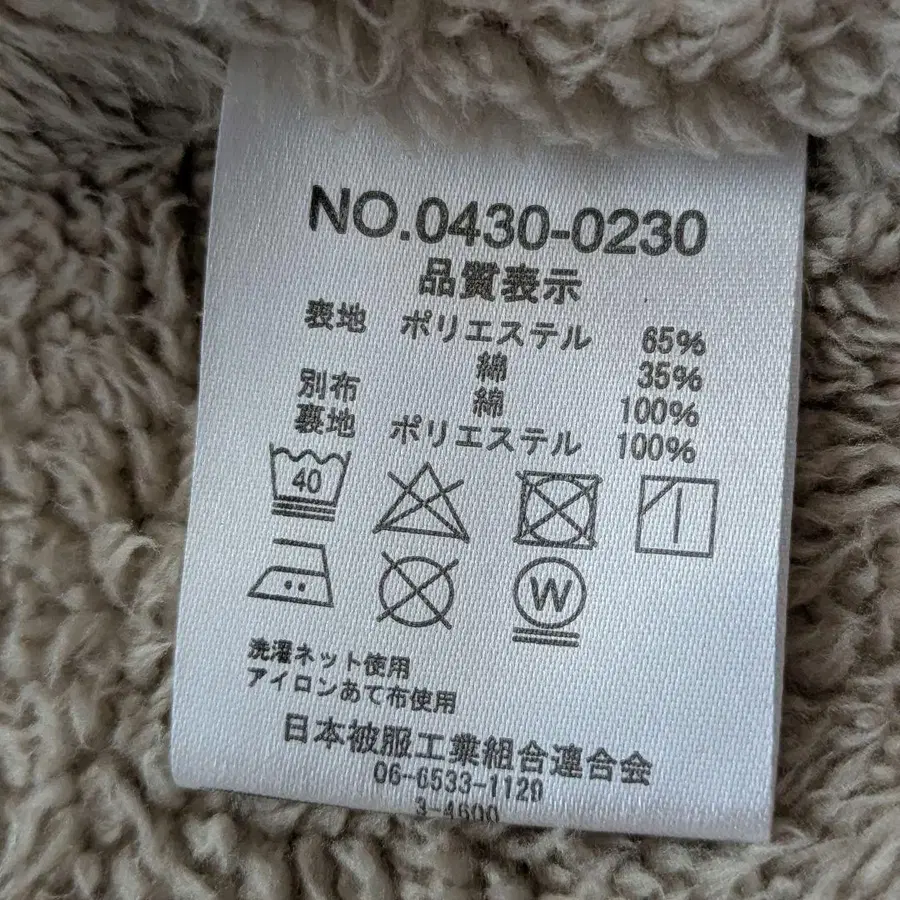 NO.0430-0230
品質表示
表地 ポリエステル 65%
綿 35%
別布 綿 100%
裏地 ポリエステル 100%
40
W
洗濯ネット使用
アイロンあて布使用
日本被服工業組合連合会
06-6533-1120
3-4600